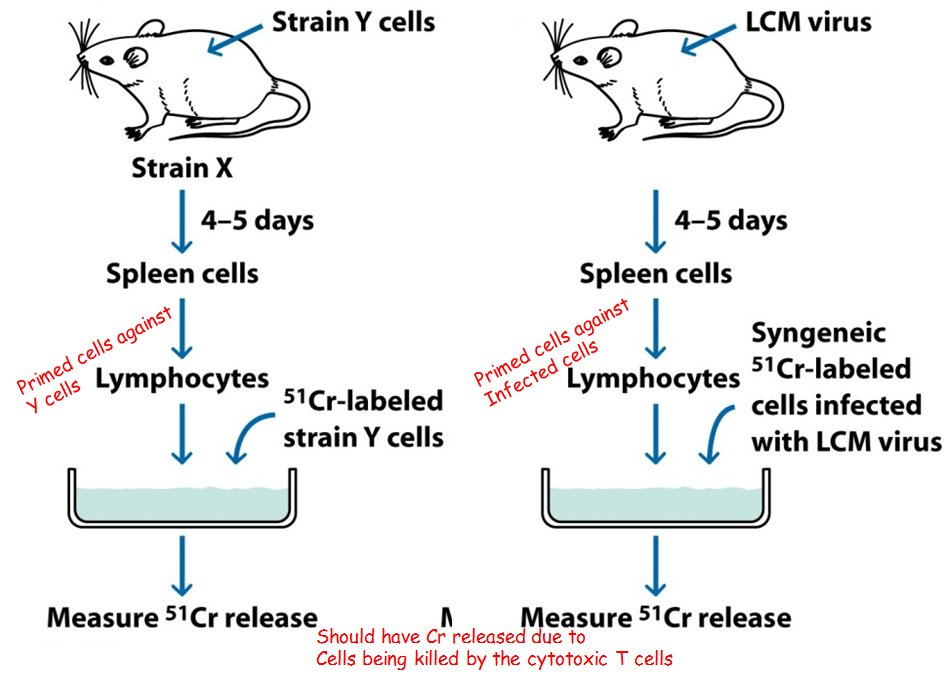 Strain Y cells
Strain X
4–5 days
Spleen cells
Primed cells against
Y cells
Lymphocytes
⁵¹Cr-labeled
strain Y cells
Measure ⁵¹Cr release
LCM virus
4–5 days
Spleen cells
Primed cells against
Infected cells
Lymphocytes
Syngeneic
⁵¹Cr-labeled
cells infected
with LCM virus
M
Measure ⁵¹Cr release
Should have Cr released due to
Cells being killed by the cytotoxic T cells